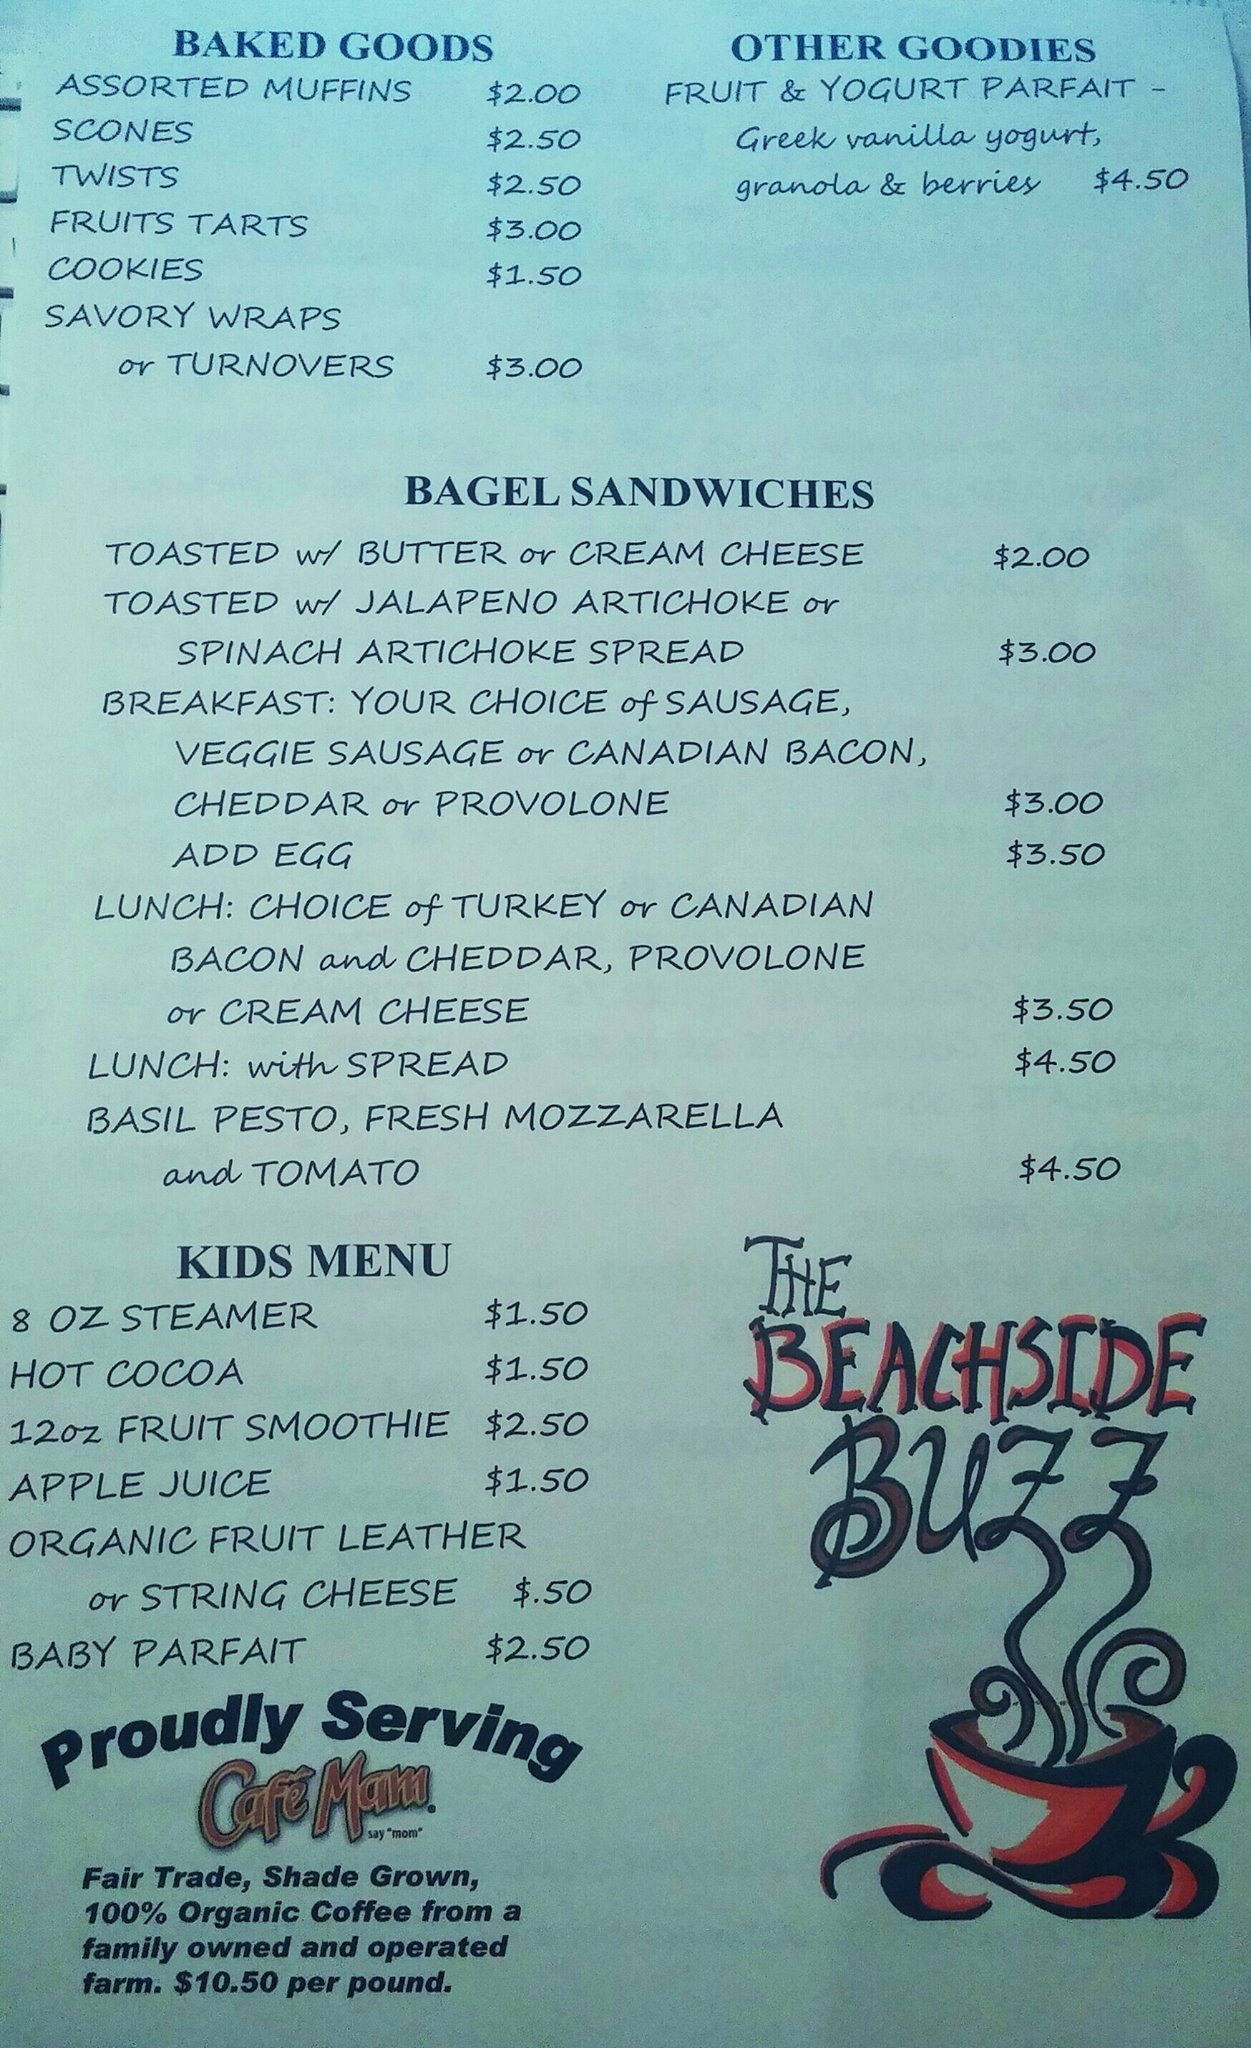 BAKED GOODS
ASSORTED MUFFINS $2.00
SCONES $2.50
TWISTS $2.50
FRUITS TARTS $3.00
COOKIES $1.50
SAVORY WRAPS
or TURNOVERS $3.00
OTHER GOODIES
FRUIT & YOGURT PARFAIT -
Greek vanilla yogurt,
granola & berries $4.50
BAGEL SANDWICHES
TOASTED w/ BUTTER or CREAM CHEESE $2.00
TOASTED w/ JALAPENO ARTICHOKE or
SPINACH ARTICHOKE SPREAD $3.00
BREAKFAST: YOUR CHOICE of SAUSAGE,
VEGGIE SAUSAGE or CANADIAN BACON,
CHEDDAR or PROVOLONE $3.00
ADD EGG $3.50
LUNCH: CHOICE of TURKEY or CANADIAN
BACON and CHEDDAR, PROVOLONE
or CREAM CHEESE $3.50
LUNCH: with SPREAD $4.50
BASIL PESTO, FRESH MOZZARELLA
and TOMATO $4.50
KIDS MENU
8 OZ STEAMER $1.50
HOT COCOA $1.50
12oz FRUIT SMOOTHIE $2.50
APPLE JUICE $1.50
ORGANIC FRUIT LEATHER
or STRING CHEESE $.50
BABY PARFAIT $2.50
Proudly Serving
Café Mam
say "mom"
Fair Trade, Shade Grown,
100% Organic Coffee from a
family owned and operated
farm. $10.50 per pound.
THE
BEACHSIDE
BUZZ